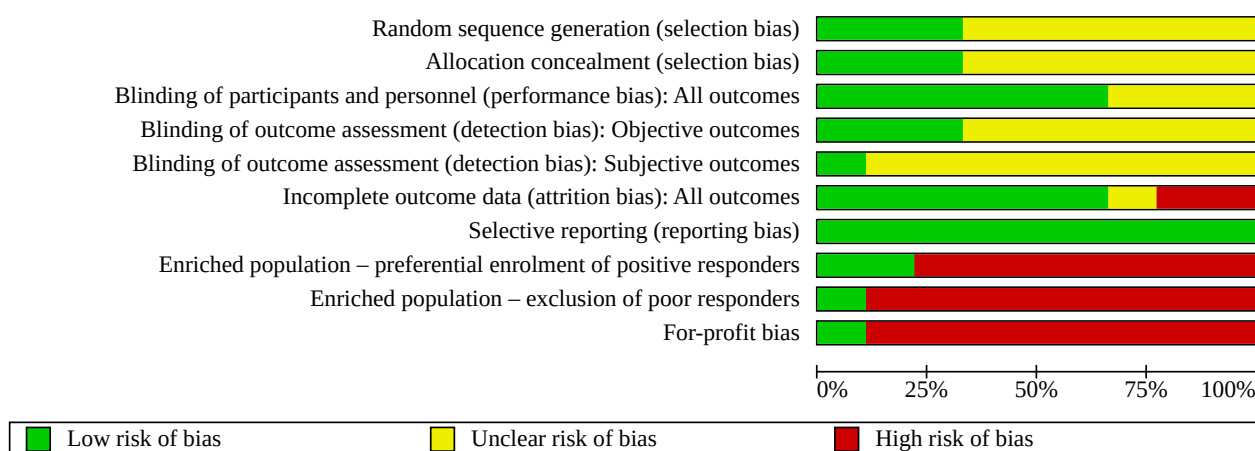 Random sequence generation (selection bias)
Allocation concealment (selection bias)
Blinding of participants and personnel (performance bias): All outcomes
Blinding of outcome assessment (detection bias): Objective outcomes
Blinding of outcome assessment (detection bias): Subjective outcomes
Incomplete outcome data (attrition bias): All outcomes
Selective reporting (reporting bias)
Enriched population – preferential enrolment of positive responders
Enriched population – exclusion of poor responders
For-profit bias
0% 25% 50% 75% 100%
Low risk of bias Unclear risk of bias High risk of bias